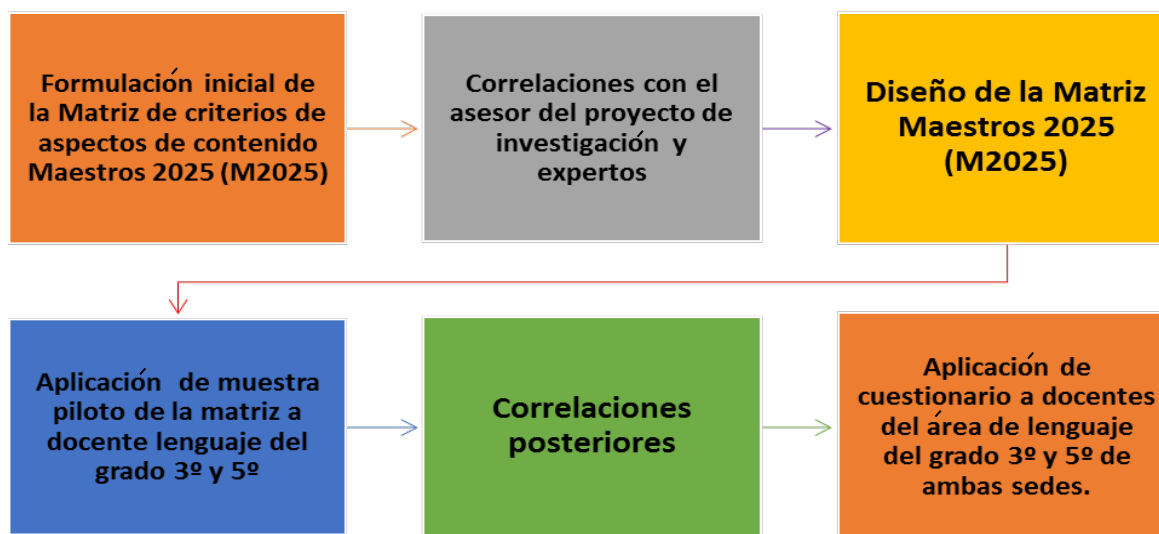 Formulación inicial de
la Matriz de criterios de
aspectos de contenido
Maestros 2025 (M2025)
Correlaciones con el
asesor del proyecto de
investigación y
expertos
Diseño de la Matriz
Maestros 2025
(M2025)
Aplicación de muestra
piloto de la matriz a
docente lenguaje del
grado 3º y 5º
Correlaciones
posteriores
Aplicación de
cuestionario a docentes
del área de lenguaje
del grado 3º y 5º de
ambas sedes.